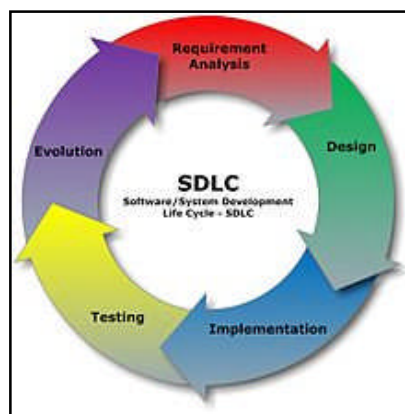 Requirement
Analysis
Design
Evolution
SDLC
Software/System Development
Life Cycle - SDLC
Testing
Implementation